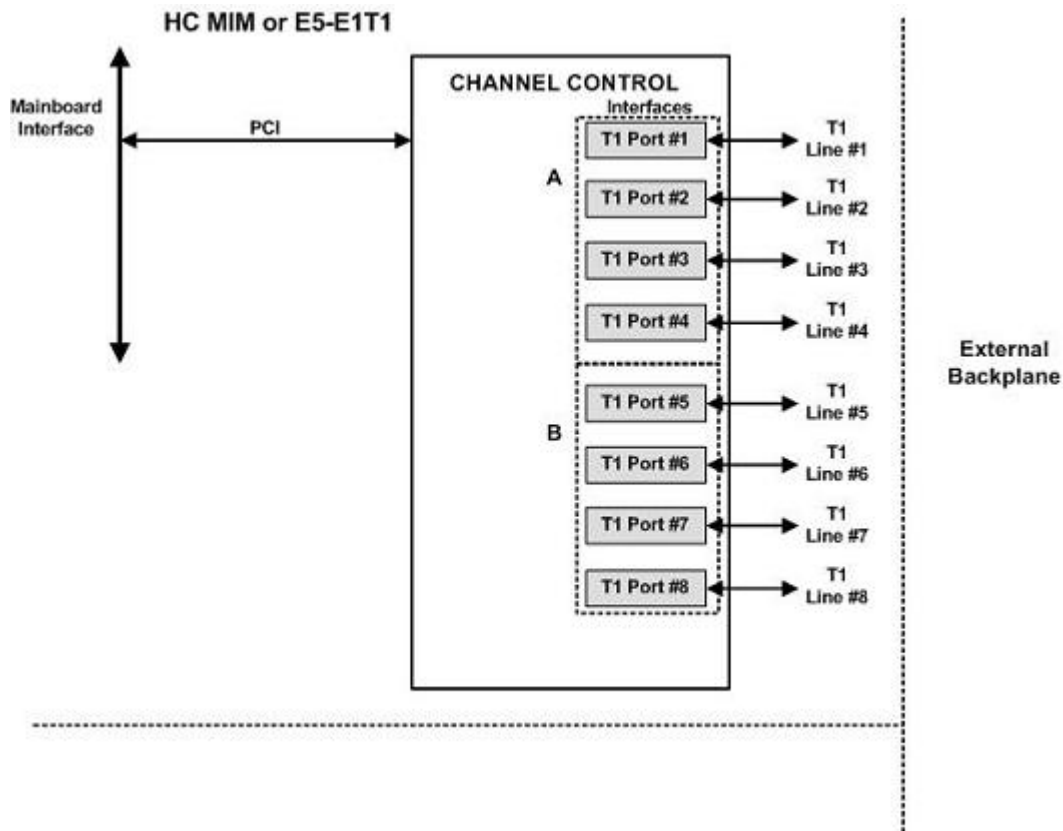 HC MIM or E5-E1T1
Mainboard
Interface
PCI
CHANNEL CONTROL
Interfaces
A
T1 Port #1
T1
Line #1
T1 Port #2
T1
Line #2
T1 Port #3
T1
Line #3
T1 Port #4
T1
Line #4
B
T1 Port #5
T1
Line #5
T1 Port #6
T1
Line #6
T1 Port #7
T1
Line #7
T1 Port #8
T1
Line #8
External
Backplane